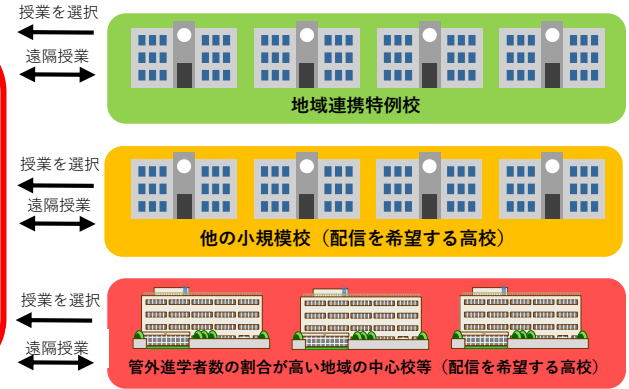 授業を選択
遠隔授業
地域連携特例校
授業を選択
遠隔授業
他の小規模校（配信を希望する高校）
授業を選択
遠隔授業
管外進学者数の割合が高い地域の中心校等（配信を希望する高校）